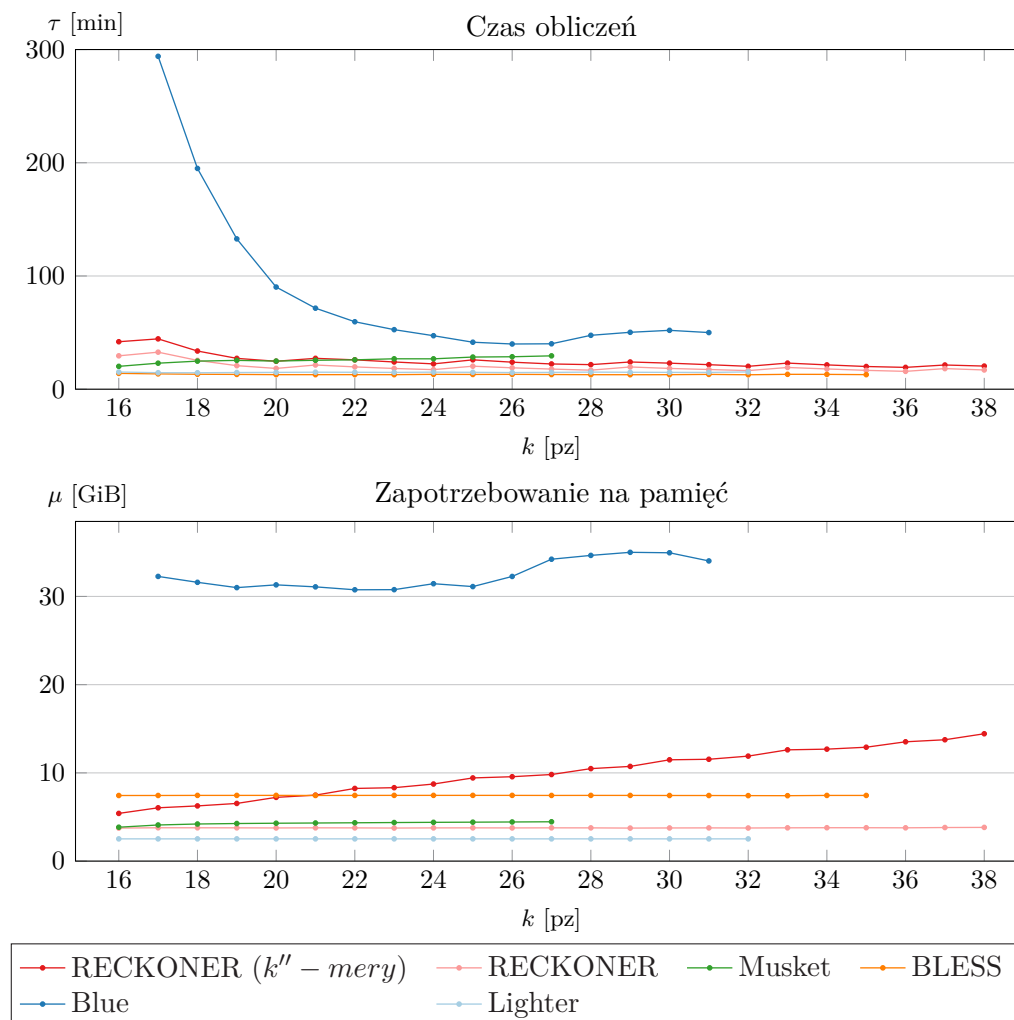 τ [min]
Czas obliczeń
300
200
100
0
16 18 20 22 24 26 28 30 32 34 36 38
k [pz]
μ [GiB]
Zapotrzebowanie na pamięć
30
20
10
0
16 18 20 22 24 26 28 30 32 34 36 38
k [pz]
RECKONER (k″ − mery) RECKONER Musket BLESS
Blue Lighter